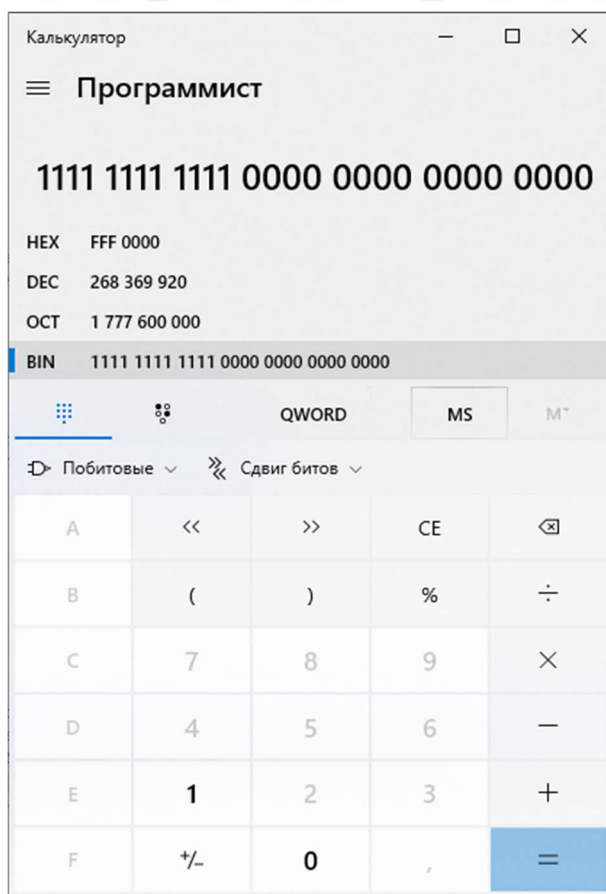 Калькулятор
Программист
1111 1111 1111 0000 0000 0000 0000
HEX FFF 0000
DEC 268 369 920
OCT 1 777 600 000
BIN 1111 1111 1111 0000 0000 0000 0000
QWORD MS M
Побитовые Сдвиг битов
A << >> CE
B ( ) % ÷
C 7 8 9 ×
D 4 5 6 −
E 1 2 3 +
F +/− 0 , =